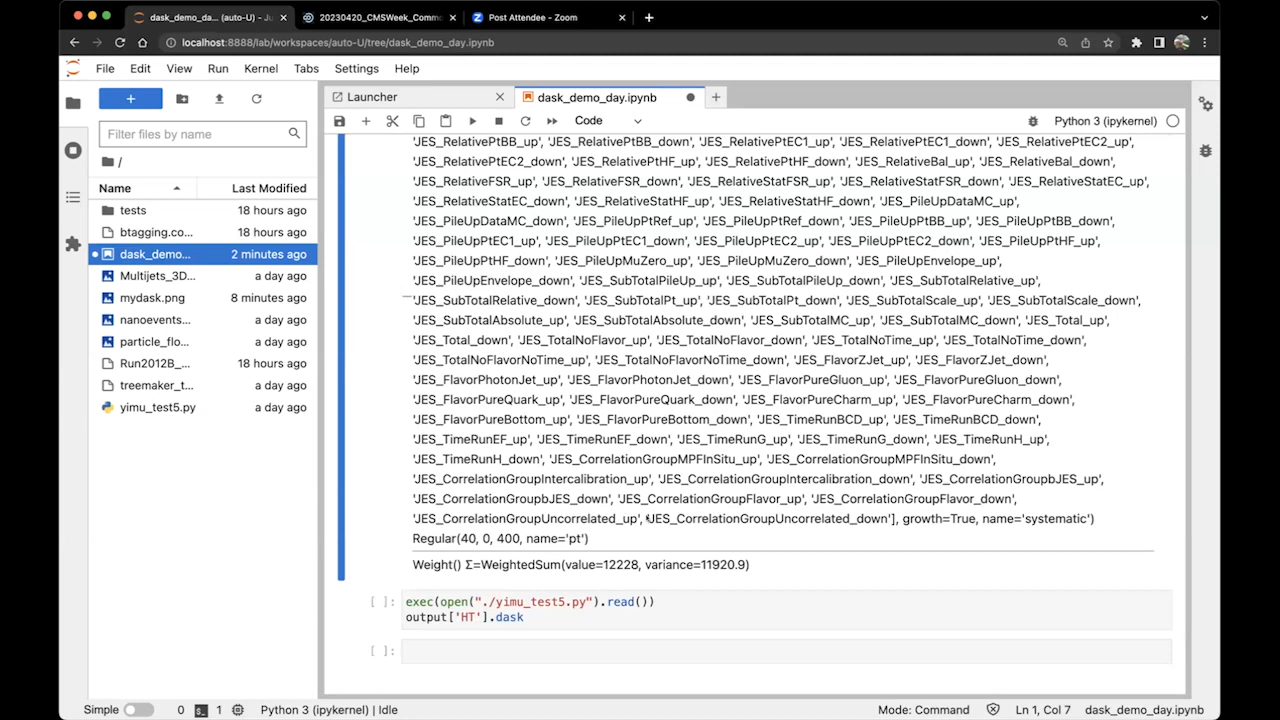 dask_demo_da... (auto-U) - Ju
20230420_CMSWeek_Comm
Post Attendee - Zoom
localhost:8888/lab/workspaces/auto-U/tree/dask_demo_day.ipynb
File Edit View Run Kernel Tabs Settings Help
Launcher
dask_demo_day.ipynb
Code
Python 3 (ipykernel)
Filter files by name
/
Name Last Modified
tests 18 hours ago
btagging.co... 18 hours ago
dask_demo... 2 minutes ago
Multijets_3D... a day ago
mydask.png 8 minutes ago
nanoevents... a day ago
particle_flo... a day ago
Run2012B_... 18 hours ago
treemaker_t... a day ago
yimu_test5.py a day ago
'JES_RelativePtBB_up', 'JES_RelativePtBB_down', 'JES_RelativePtEC1_up', 'JES_RelativePtEC1_down', 'JES_RelativePtEC2_up',
'JES_RelativePtEC2_down', 'JES_RelativePtHF_up', 'JES_RelativePtHF_down', 'JES_RelativeBal_up', 'JES_RelativeBal_down',
'JES_RelativeFSR_up', 'JES_RelativeFSR_down', 'JES_RelativeStatFSR_up', 'JES_RelativeStatFSR_down', 'JES_RelativeStatEC_up',
'JES_RelativeStatEC_down', 'JES_RelativeStatHF_up', 'JES_RelativeStatHF_down', 'JES_PileUpDataMC_up',
'JES_PileUpDataMC_down', 'JES_PileUpPtRef_up', 'JES_PileUpPtRef_down', 'JES_PileUpPtBB_up', 'JES_PileUpPtBB_down',
'JES_PileUpPtEC1_up', 'JES_PileUpPtEC1_down', 'JES_PileUpPtEC2_up', 'JES_PileUpPtEC2_down', 'JES_PileUpPtHF_up',
'JES_PileUpPtHF_down', 'JES_PileUpMuZero_up', 'JES_PileUpMuZero_down', 'JES_PileUpEnvelope_up',
'JES_PileUpEnvelope_down', 'JES_SubTotalPileUp_up', 'JES_SubTotalPileUp_down', 'JES_SubTotalRelative_up',
'JES_SubTotalRelative_down', 'JES_SubTotalPt_up', 'JES_SubTotalPt_down', 'JES_SubTotalScale_up', 'JES_SubTotalScale_down',
'JES_SubTotalAbsolute_up', 'JES_SubTotalAbsolute_down', 'JES_SubTotalMC_up', 'JES_SubTotalMC_down', 'JES_Total_up',
'JES_Total_down', 'JES_TotalNoFlavor_up', 'JES_TotalNoFlavor_down', 'JES_TotalNoTime_up', 'JES_TotalNoTime_down',
'JES_TotalNoFlavorNoTime_up', 'JES_TotalNoFlavorNoTime_down', 'JES_FlavorZJet_up', 'JES_FlavorZJet_down',
'JES_FlavorPhotonJet_up', 'JES_FlavorPhotonJet_down', 'JES_FlavorPureGluon_up', 'JES_FlavorPureGluon_down',
'JES_FlavorPureQuark_up', 'JES_FlavorPureQuark_down', 'JES_FlavorPureCharm_up', 'JES_FlavorPureCharm_down',
'JES_FlavorPureBottom_up', 'JES_FlavorPureBottom_down', 'JES_TimeRunBCD_up', 'JES_TimeRunBCD_down',
'JES_TimeRunEF_up', 'JES_TimeRunEF_down', 'JES_TimeRunG_up', 'JES_TimeRunG_down', 'JES_TimeRunH_up',
'JES_TimeRunH_down', 'JES_CorrelationGroupMPFInSitu_up', 'JES_CorrelationGroupMPFInSitu_down',
'JES_CorrelationGroupIntercalibration_up', 'JES_CorrelationGroupIntercalibration_down', 'JES_CorrelationGroupbJES_up',
'JES_CorrelationGroupbJES_down', 'JES_CorrelationGroupFlavor_up', 'JES_CorrelationGroupFlavor_down',
'JES_CorrelationGroupUncorrelated_up', 'JES_CorrelationGroupUncorrelated_down'], growth=True, name='systematic')
Regular(40, 0, 400, name='pt')
Weight() Σ=WeightedSum(value=12228, variance=11920.9)
[ ]: exec(open("./yimu_test5.py").read())
output['HT'].dask
[ ]:
Simple 0 1 Python 3 (ipykernel) | Idle Mode: Command Ln 1, Col 7 dask_demo_day.ipynb